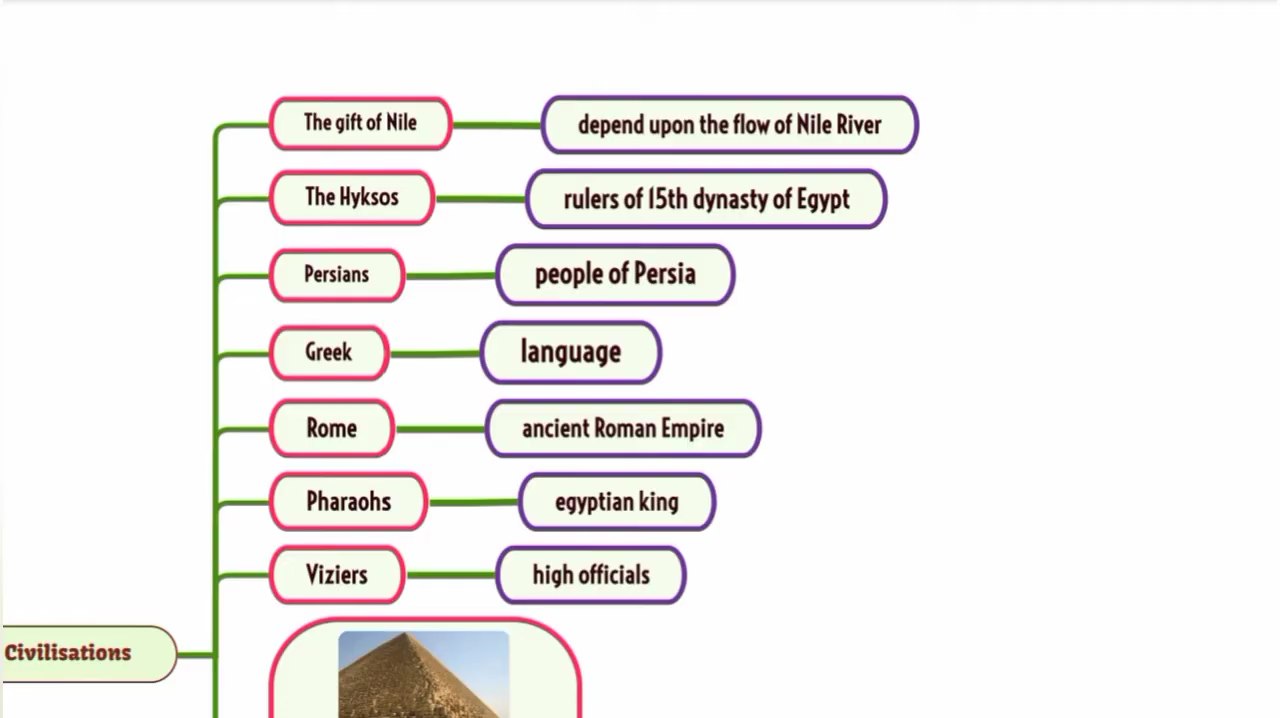 The gift of Nile
depend upon the flow of Nile River
The Hyksos
rulers of 15th dynasty of Egypt
Persians
people of Persia
Greek
language
Rome
ancient Roman Empire
Pharaohs
egyptian king
Viziers
high officials
Civilisations